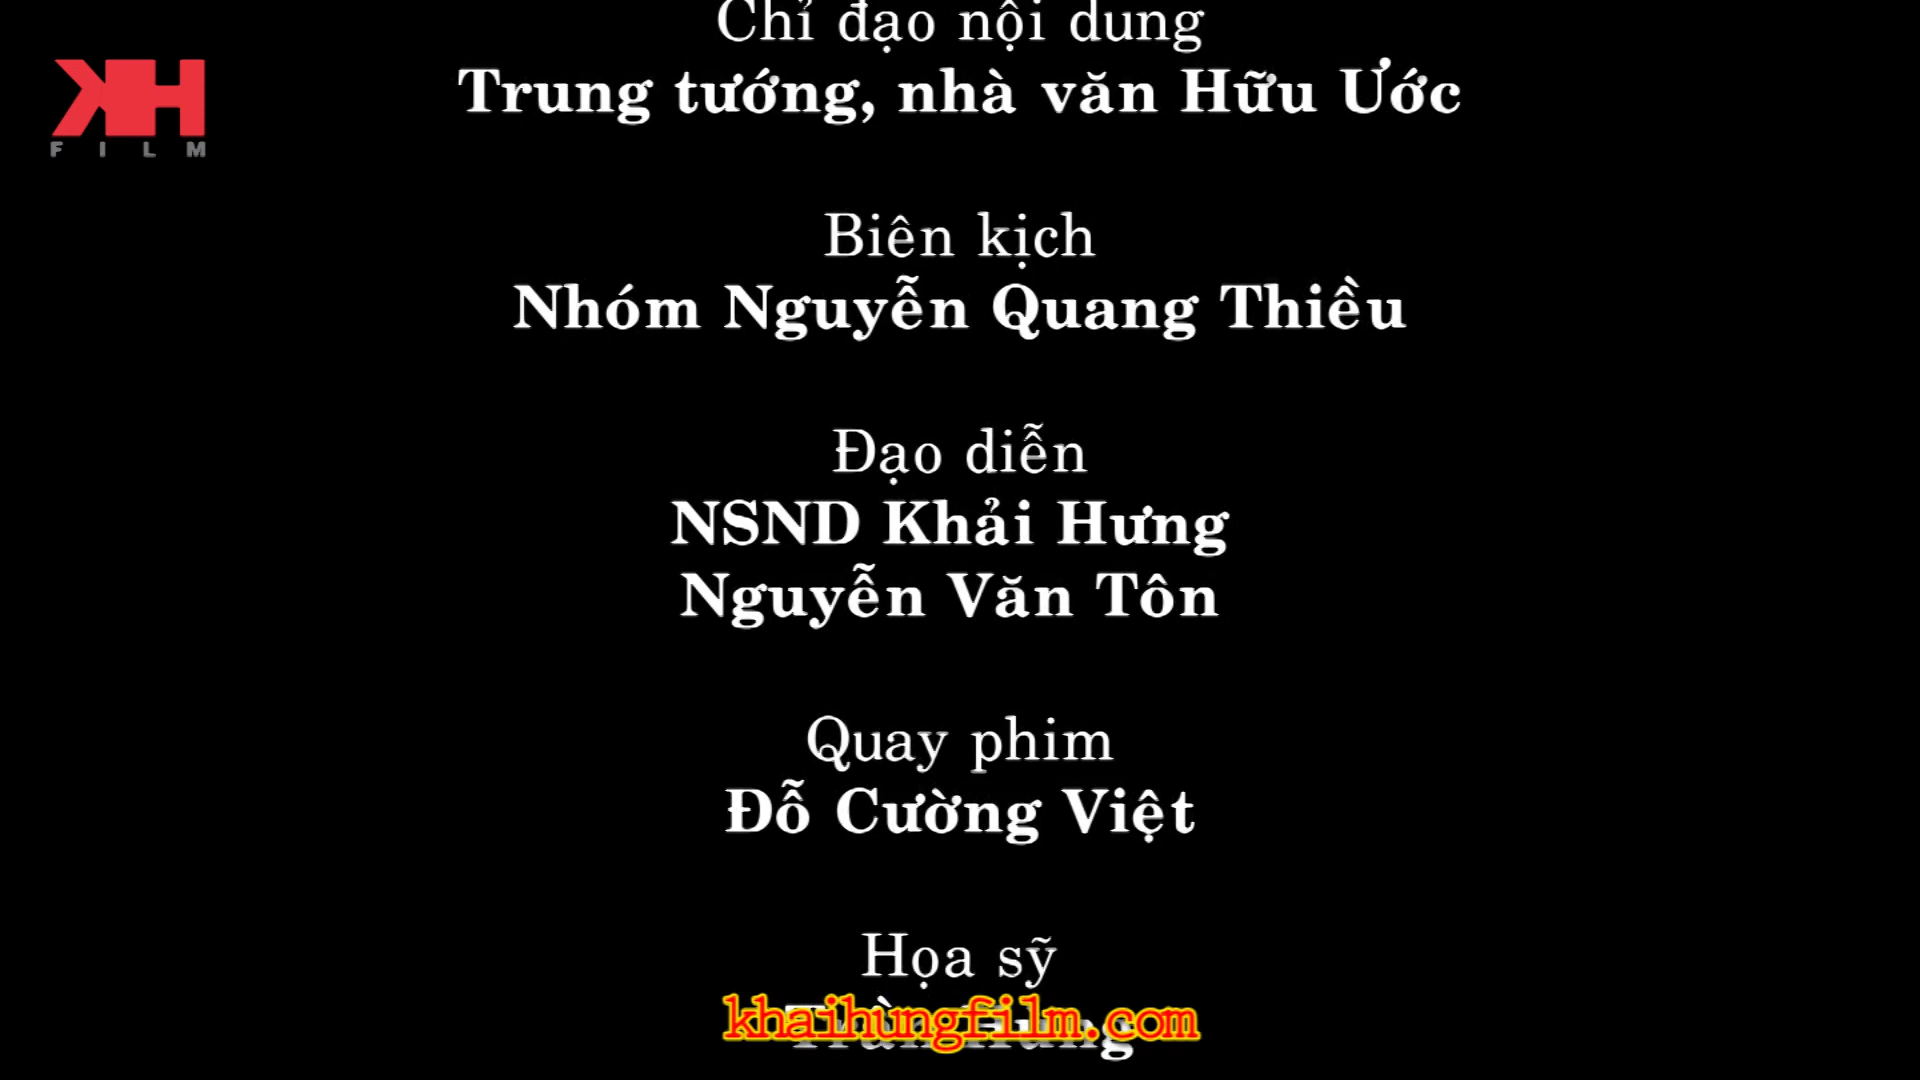 Chỉ đạo nội dung
Trung tướng, nhà văn Hữu Ước
KH
FILM
Biên kịch
Nhóm Nguyễn Quang Thiều
Đạo diễn
NSND Khải Hưng
Nguyễn Văn Tôn
Quay phim
Đỗ Cường Việt
Họa sỹ
khaihungfilm.com